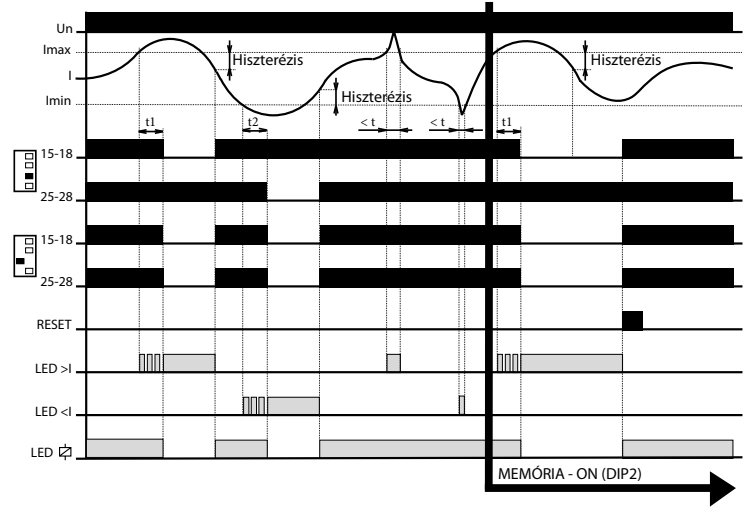 Un
Imax
Hiszterézis
Hiszterézis
I
Imin
Hiszterézis
t1
t2
< t
< t
t1
15-18
25-28
15-18
25-28
RESET
LED >I
LED <I
LED
MEMÓRIA - ON (DIP2)